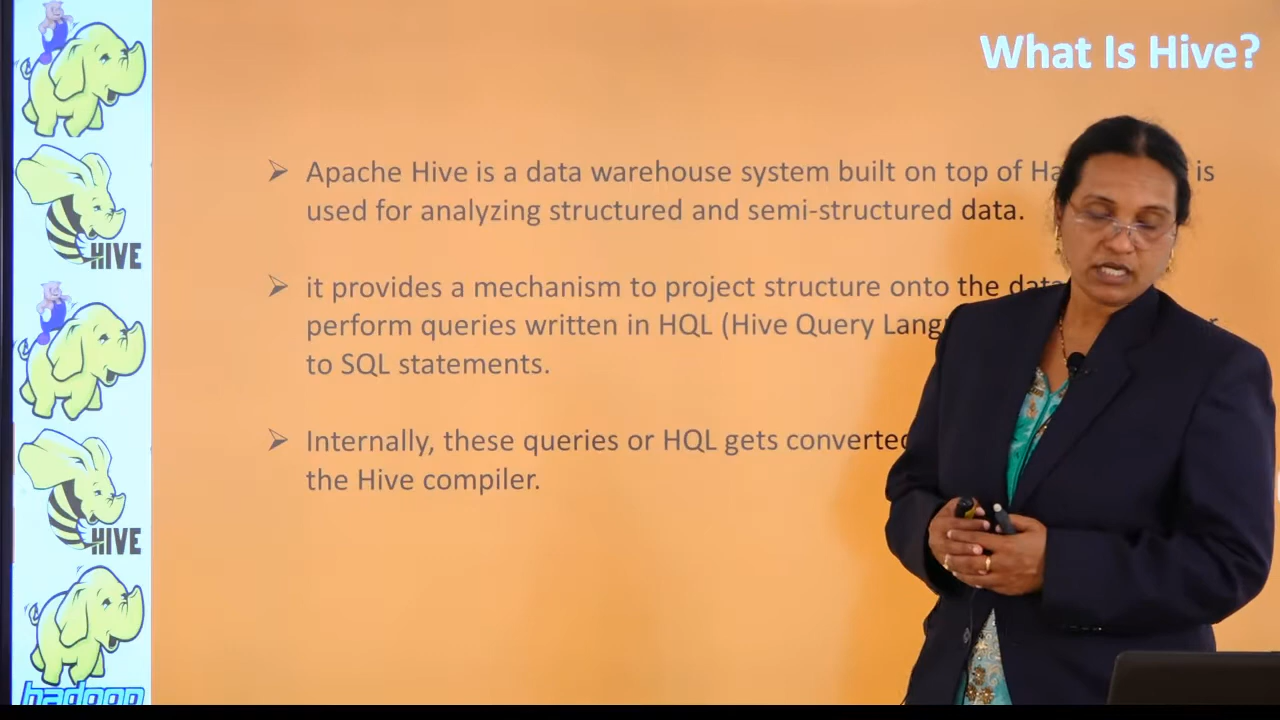 What Is Hive?
➢ Apache Hive is a data warehouse system built on top of Ha is
used for analyzing structured and semi-structured data.
➢ it provides a mechanism to project structure onto the data
perform queries written in HQL (Hive Query Lang
to SQL statements.
➢ Internally, these queries or HQL gets converted
the Hive compiler.
HIVE
HIVE
hadoop